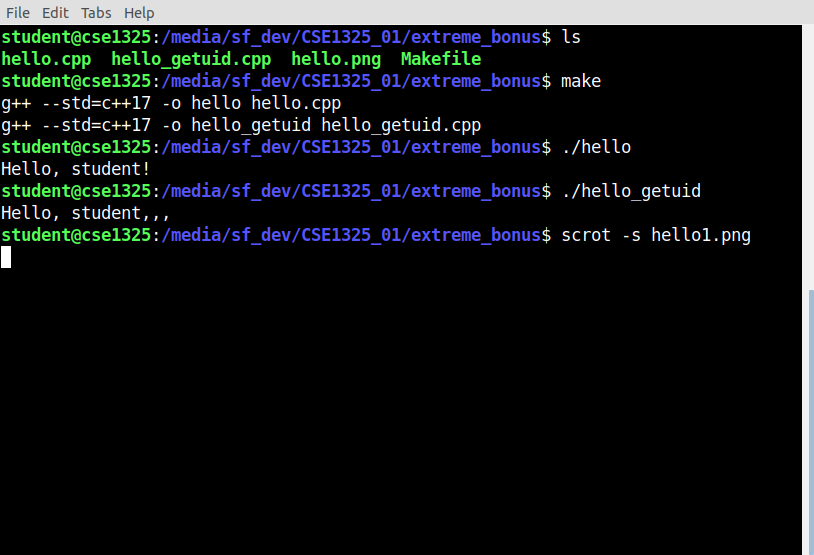 File Edit Tabs Help
student@cse1325:/media/sf_dev/CSE1325_01/extreme_bonus$ ls
hello.cpp  hello_getuid.cpp  hello.png  Makefile
student@cse1325:/media/sf_dev/CSE1325_01/extreme_bonus$ make
g++ --std=c++17 -o hello hello.cpp
g++ --std=c++17 -o hello_getuid hello_getuid.cpp
student@cse1325:/media/sf_dev/CSE1325_01/extreme_bonus$ ./hello
Hello, student!
student@cse1325:/media/sf_dev/CSE1325_01/extreme_bonus$ ./hello_getuid
Hello, student,,,
student@cse1325:/media/sf_dev/CSE1325_01/extreme_bonus$ scrot -s hello1.png